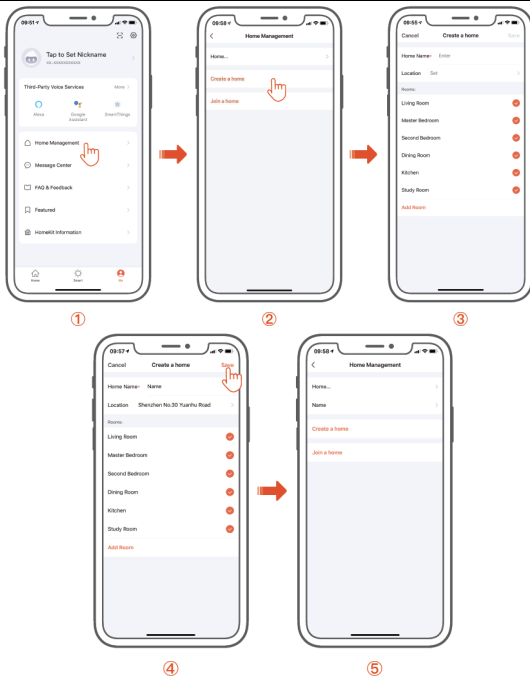 09:51
Tap to Set Nickname
xx-xxxxxxxxxxx
Third-Party Voice Services
More
Alexa
Google Assistant
SmartThings
Home Management
Message Center
FAQ & Feedback
Featured
HomeKit Information
Home
Smart
Me
①
09:58
Home Management
Home...
Create a home
Join a home
②
09:55
Cancel
Create a home
Save
Home Name*
Enter
Location
Set
Rooms:
Living Room
Master Bedroom
Second Bedroom
Dining Room
Kitchen
Study Room
Add Room
③
09:57
Cancel
Create a home
Save
Home Name*
Name
Location
Shenzhen No.30 Yuanhu Road
Rooms:
Living Room
Master Bedroom
Second Bedroom
Dining Room
Kitchen
Study Room
Add Room
④
09:58
Home Management
Home...
Name
Create a home
Join a home
⑤